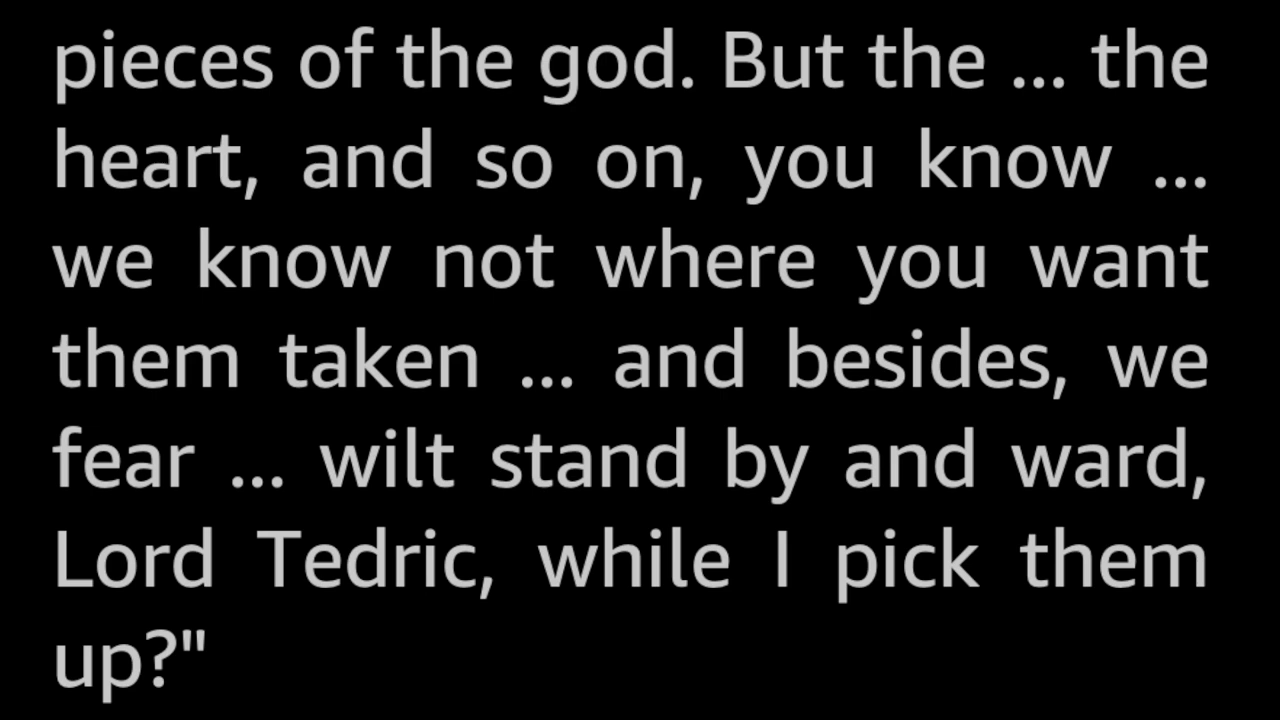 pieces of the god. But the ... the
heart, and so on, you know ...
we know not where you want
them taken ... and besides, we
fear ... wilt stand by and ward,
Lord Tedric, while I pick them
up?"